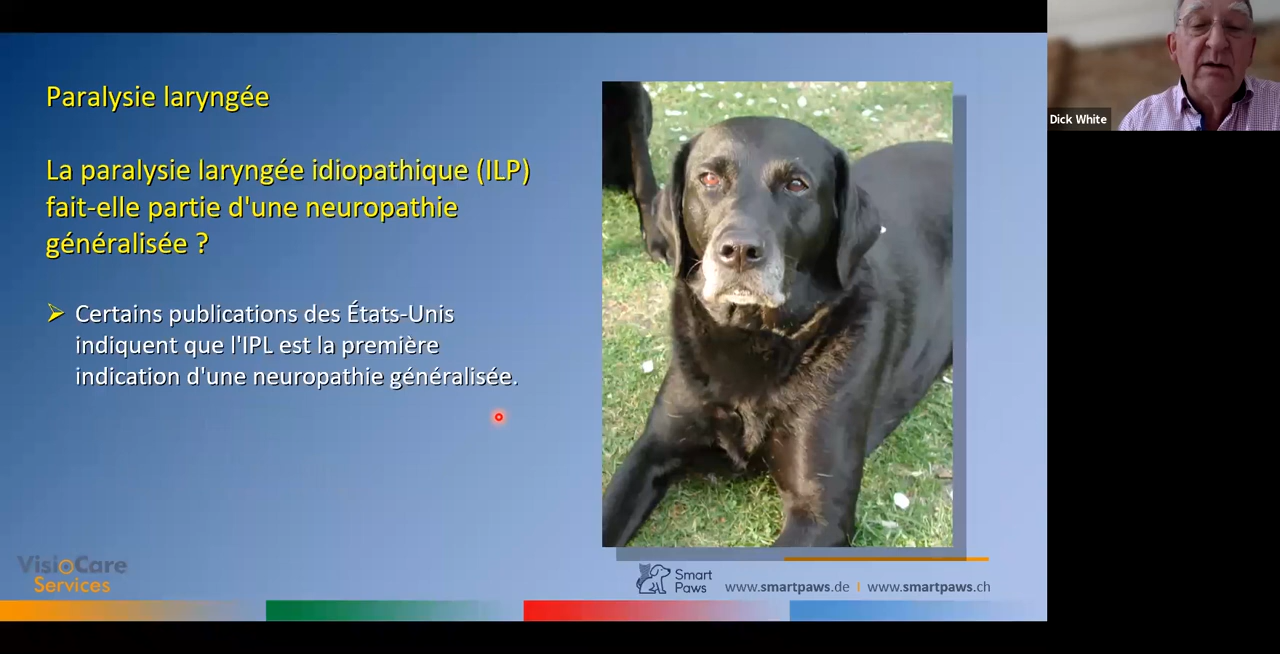 Paralysie laryngée
La paralysie laryngée idiopathique (ILP)
fait-elle partie d'une neuropathie
généralisée ?
Certains publications des États-Unis
indiquent que l'IPL est la première
indication d'une neuropathie généralisée.
VisioCare
Services
Smart
Paws
www.smartpaws.de | www.smartpaws.ch
Dick White